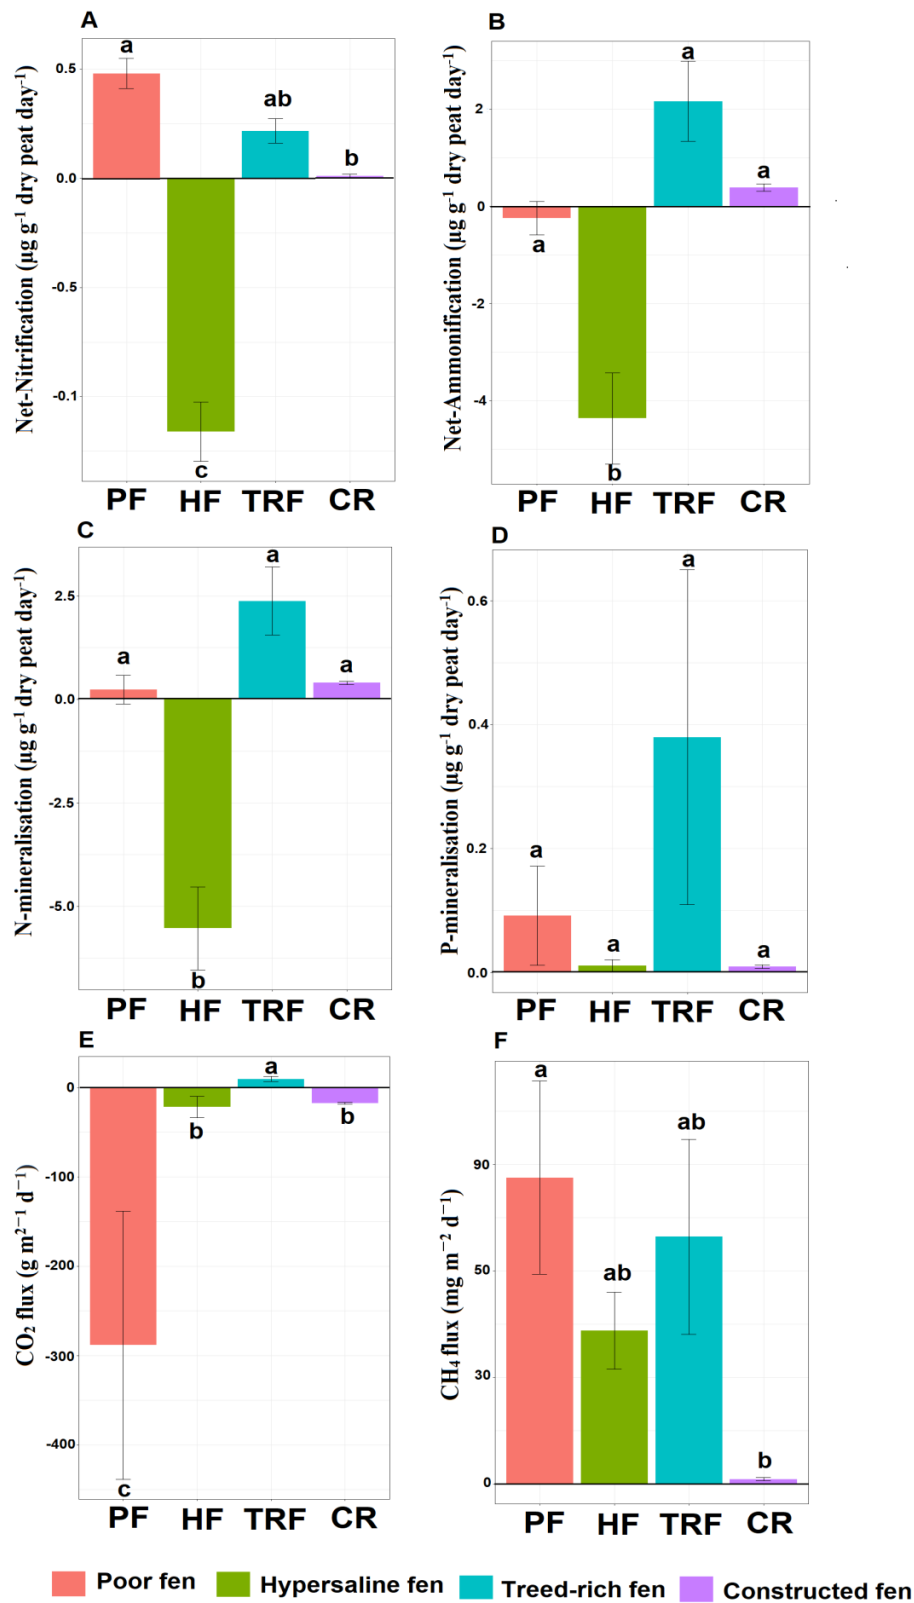 A
Net-Nitrification (µg g⁻¹ dry peat day⁻¹)
0.5
0.0
-0.5
-0.1
a
ab
b
c
PF HF TRF CR
B
Net-Ammonification (µg g⁻¹ dry peat day⁻¹)
2
0
-2
-4
a
a
a
b
PF HF TRF CR
C
N-mineralisation (µg g⁻¹ dry peat day⁻¹)
2.5
0.0
-2.5
-5.0
a
a
a
b
PF HF TRF CR
D
P-mineralisation (µg g⁻¹ dry peat day⁻¹)
0.6
0.4
0.2
0.0
a
a
a
a
PF HF TRF CR
E
CO₂ flux (g m²⁻¹ d⁻¹)
0
-100
-200
-300
-400
a
b
b
c
PF HF TRF CR
F
CH₄ flux (mg m⁻² d⁻¹)
90
50
30
0
a
ab
ab
b
PF HF TRF CR
Poor fen Hypersaline fen Treed-rich fen Constructed fen